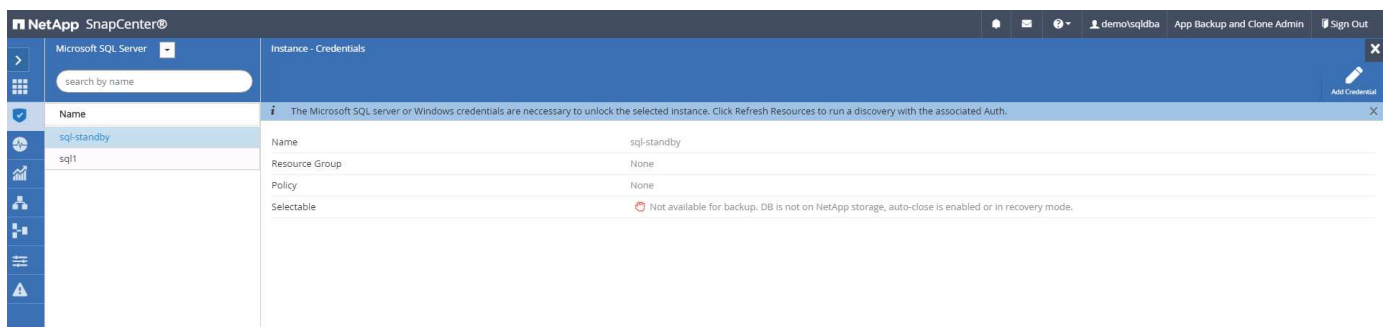 NetApp SnapCenter®
demo\sqldba App Backup and Clone Admin Sign Out
Microsoft SQL Server
search by name
Name
sql-standby
sql1
Instance - Credentials
Add Credential
i The Microsoft SQL server or Windows credentials are neccessary to unlock the selected instance. Click Refresh Resources to run a discovery with the associated Auth.
Name sql-standby
Resource Group None
Policy None
Selectable Not available for backup. DB is not on NetApp storage, auto-close is enabled or in recovery mode.